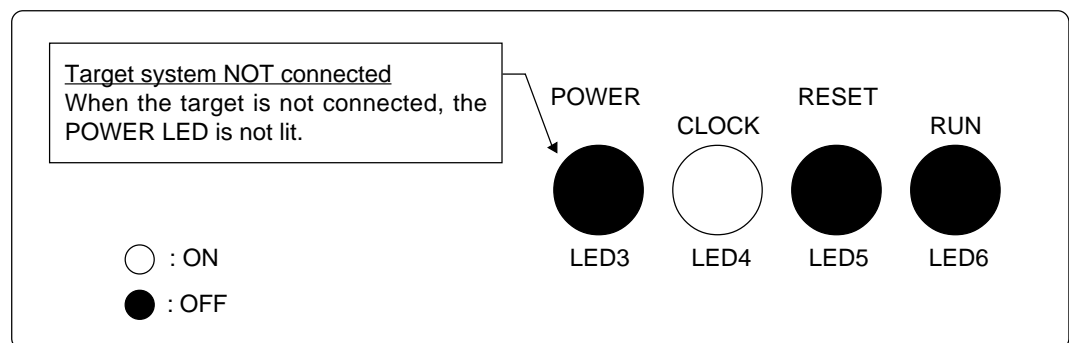 Target system NOT connected
When the target is not connected, the
POWER LED is not lit.
POWER
RESET
CLOCK
RUN
LED3
LED4
LED5
LED6
: ON
: OFF